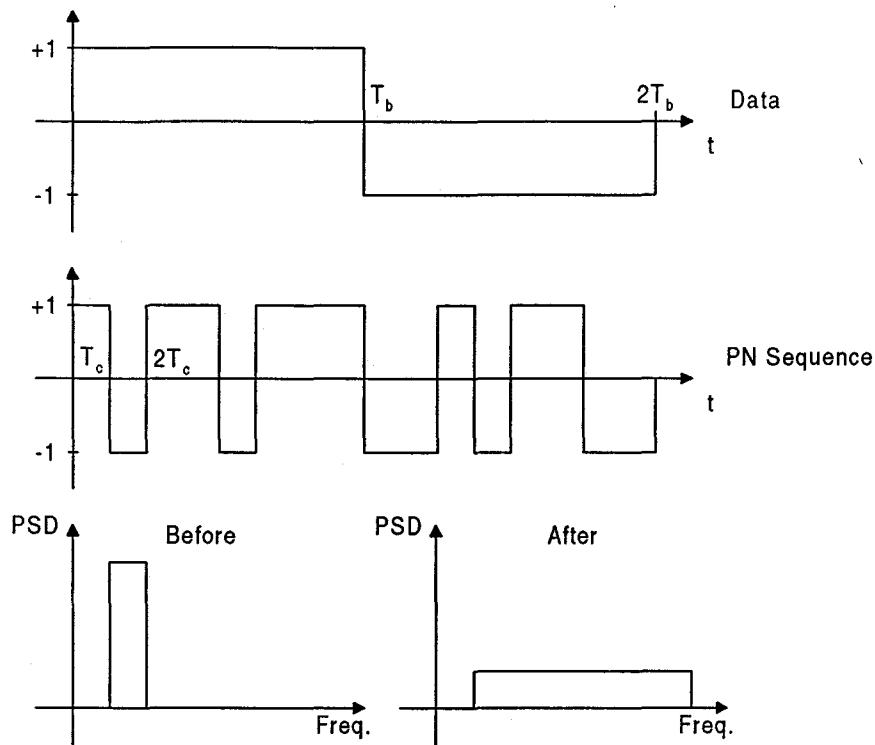 +1
T_b
2T_b
Data
t
-1
+1
T_c
2T_c
PN Sequence
t
-1
PSD
Before
PSD
After
Freq.
Freq.